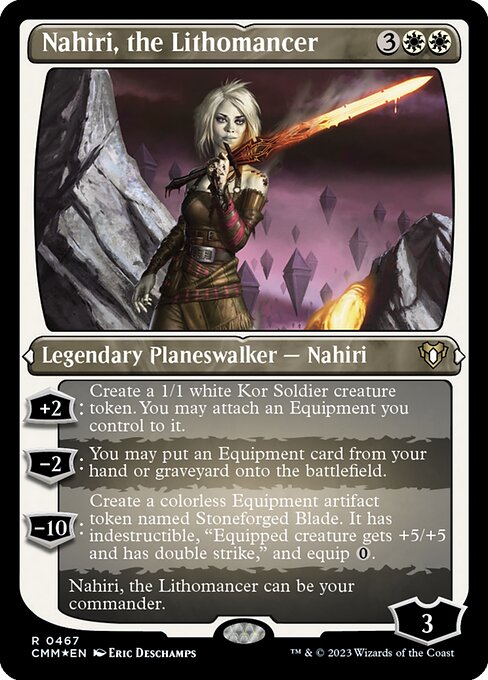 Nahiri, the Lithomancer 3
Legendary Planeswalker — Nahiri
+2: Create a 1/1 white Kor Soldier creature
token. You may attach an Equipment you
control to it.
−2: You may put an Equipment card from your
hand or graveyard onto the battlefield.
−10: Create a colorless Equipment artifact
token named Stoneforged Blade. It has
indestructible, “Equipped creature gets +5/+5
and has double strike,” and equip 0.
Nahiri, the Lithomancer can be your
commander.
3
R 0467
CMM★EN Eric Deschamps
™ & © 2023 Wizards of the Coast